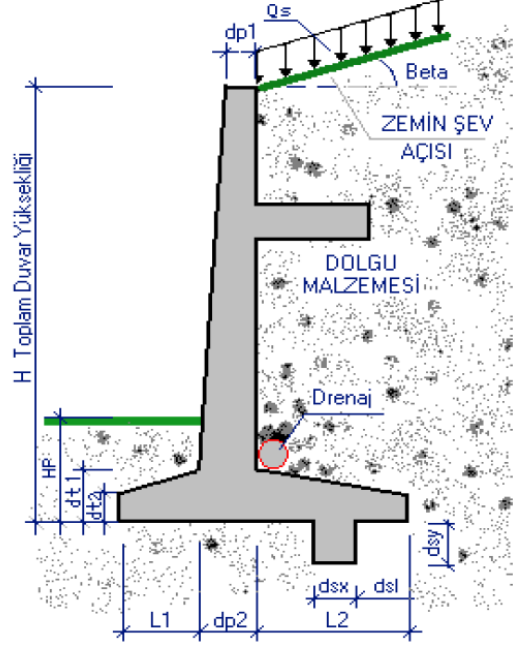 Qs
dp1
Beta
ZEMİN ŞEV
AÇISI
H Toplam Duvar Yüksekliği
DOLGU
MALZEMESİ
Drenaj
HP
dt1
dt2
dsy
dsx
dsl
L1
dp2
L2